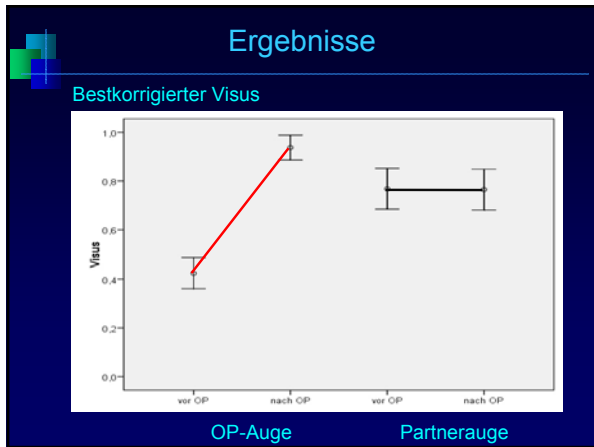 Ergebnisse
Bestkorrigierter Visus
1,0
0,8
0,6
0,4
0,2
0,0
Visus
vor OP nach OP vor OP nach OP
OP-Auge Partnerauge